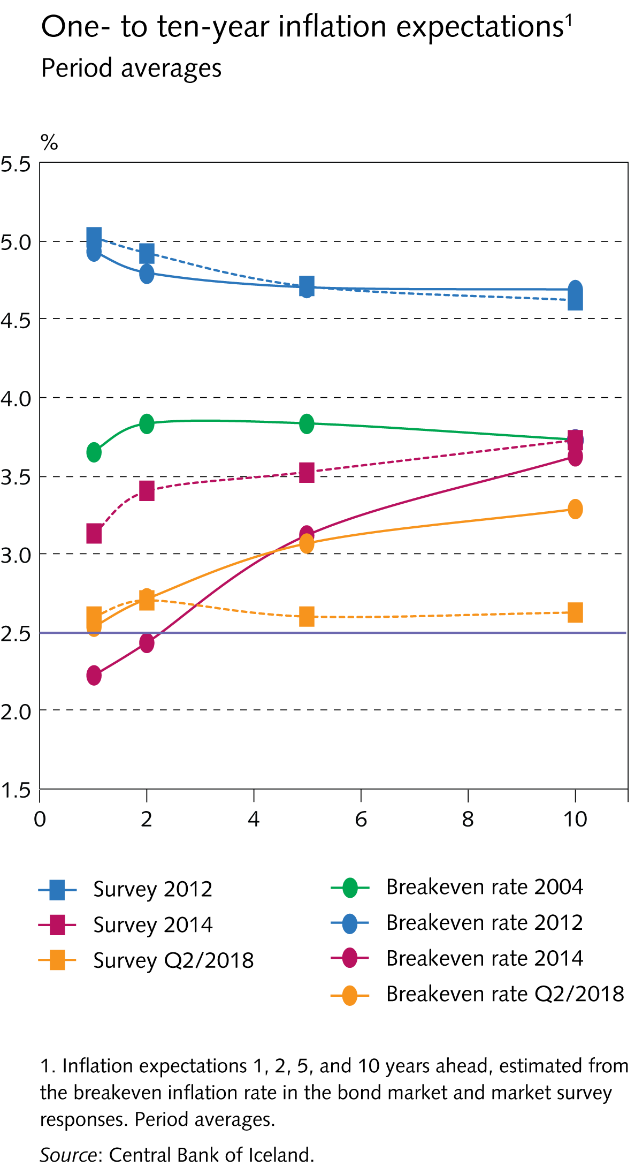 One- to ten-year inflation expectations¹
Period averages
%
5.5
5.0
4.5
4.0
3.5
3.0
2.5
2.0
1.5
0 2 4 6 8 10
Survey 2012
Survey 2014
Survey Q2/2018
Breakeven rate 2004
Breakeven rate 2012
Breakeven rate 2014
Breakeven rate Q2/2018
1. Inflation expectations 1, 2, 5, and 10 years ahead, estimated from
the breakeven inflation rate in the bond market and market survey
responses. Period averages.
Source: Central Bank of Iceland.